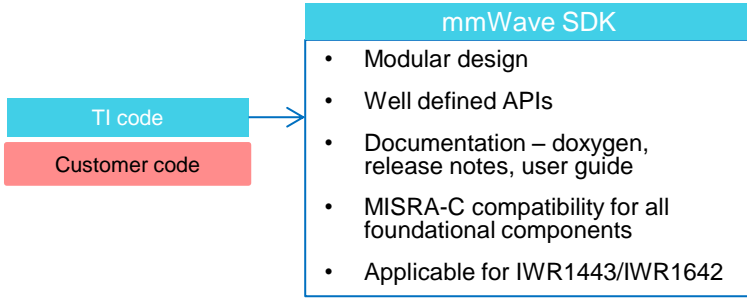 mmWave SDK
TI code
Customer code
• Modular design
• Well defined APIs
• Documentation – doxygen,
release notes, user guide
• MISRA-C compatibility for all
foundational components
• Applicable for IWR1443/IWR1642